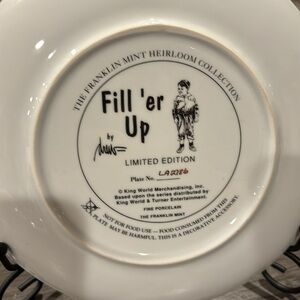 THE FRANKLIN MINT HEIRLOOM COLLECTION
Fill 'er
Up
by
LIMITED EDITION
Plate No.
© King World Merchandising, Inc.
Based upon the series distributed by
King World & Turner Entertainment.
FINE PORCELAIN
THE FRANKLIN MINT
NOT FOR FOOD USE — FOOD CONSUMED FROM THIS
PLATE MAY BE HARMFUL. THIS IS A DECORATIVE ACCESSORY.